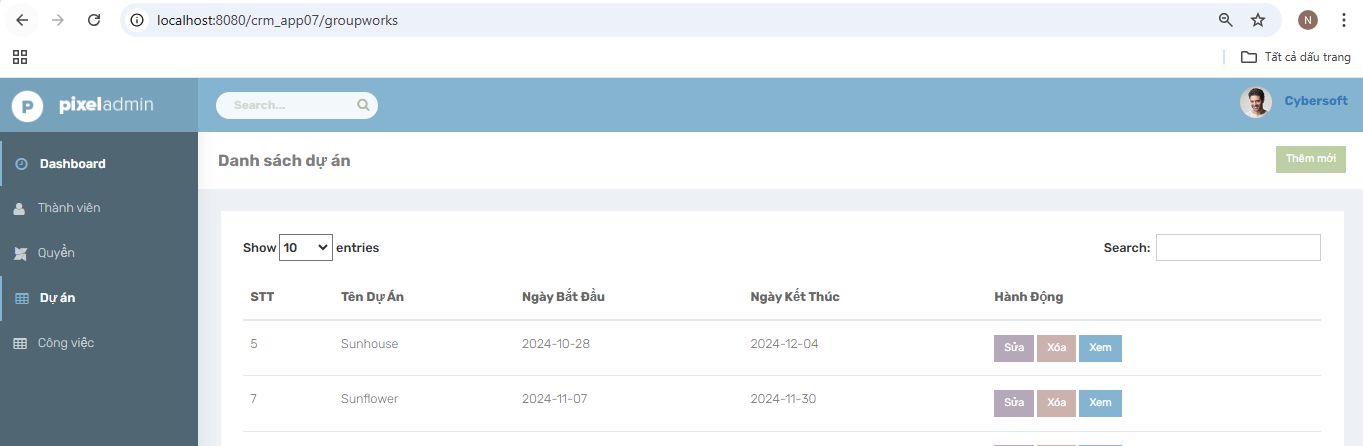 localhost:8080/crm_app07/groupworks
N
Tất cả dấu trang
P pixeladmin
Search...
Cybersoft
Dashboard
Danh sách dự án
Thêm mới
Thành viên
Quyền
Dự án
Công việc
Show 10 entries
Search:
STT Tên Dự Án Ngày Bắt Đầu Ngày Kết Thúc Hành Động
5 Sunhouse 2024-10-28 2024-12-04 Sửa Xóa Xem
7 Sunflower 2024-11-07 2024-11-30 Sửa Xóa Xem